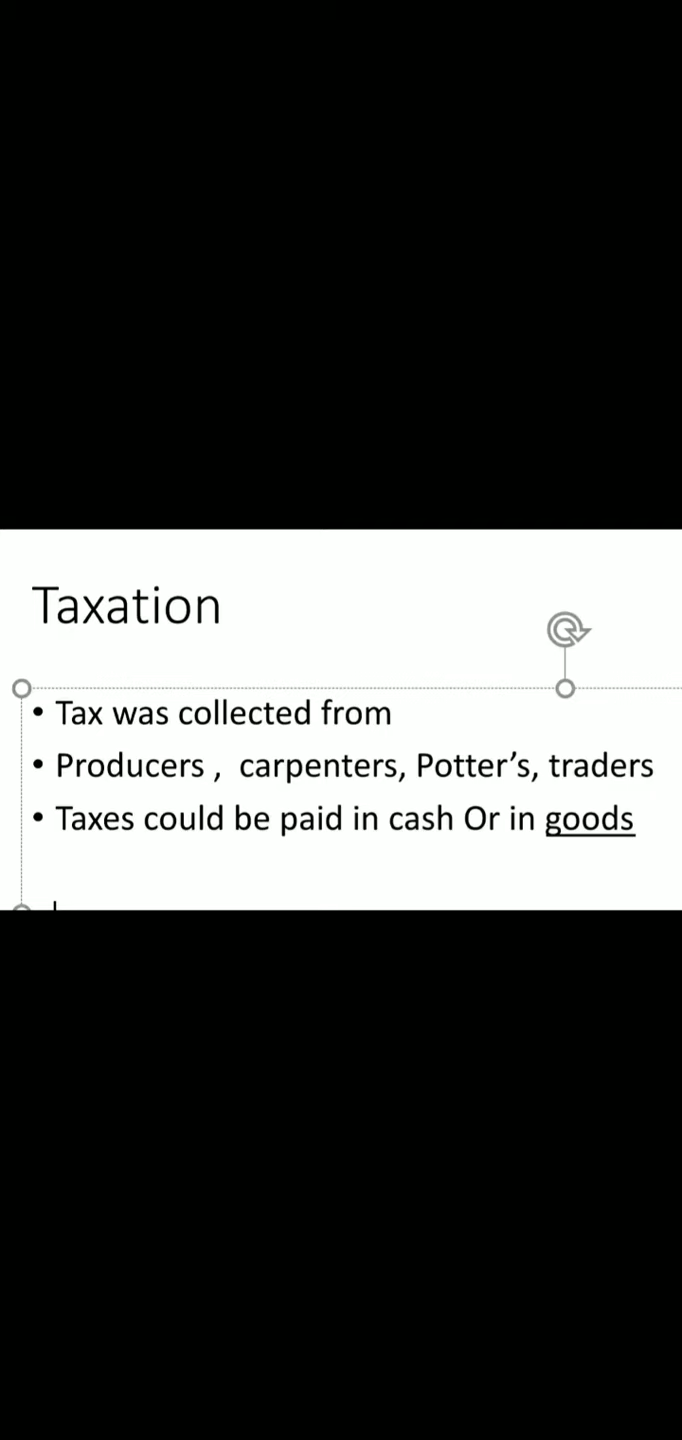 Taxation
• Tax was collected from
• Producers ,  carpenters, Potter’s, traders
• Taxes could be paid in cash Or in goods